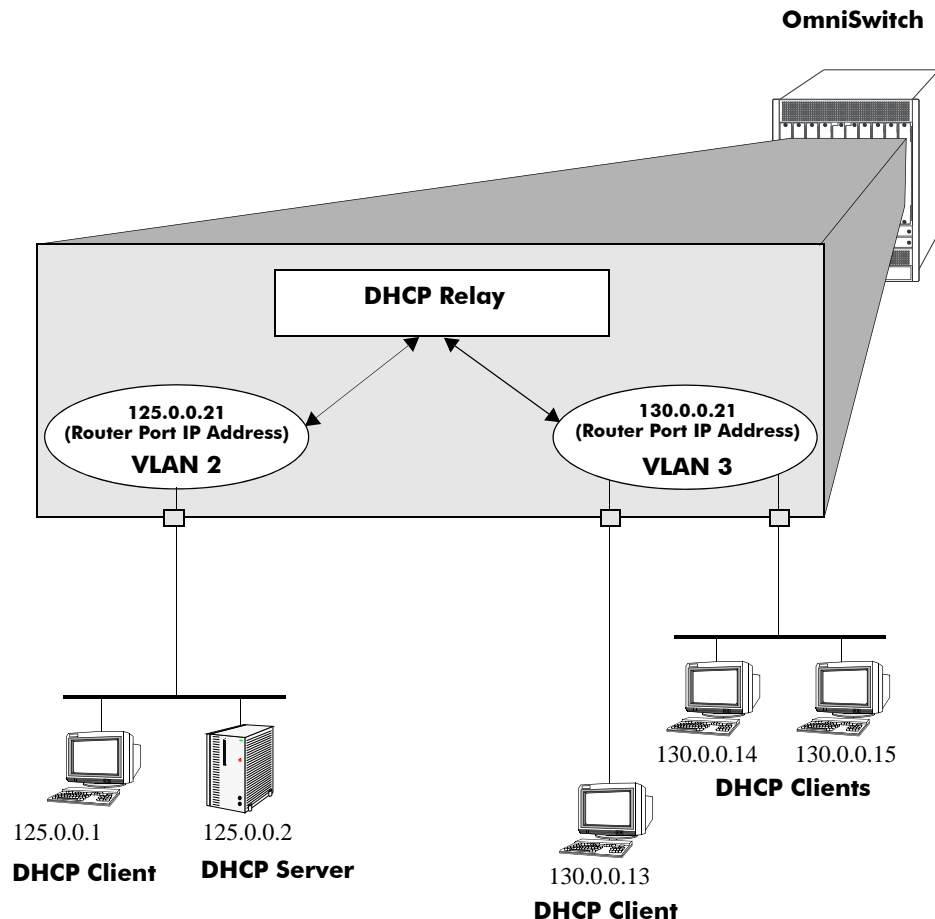 OmniSwitch
DHCP Relay
125.0.0.21
(Router Port IP Address)
VLAN 2
130.0.0.21
(Router Port IP Address)
VLAN 3
130.0.0.14
130.0.0.15
DHCP Clients
125.0.0.1
125.0.0.2
DHCP Client
DHCP Server
130.0.0.13
DHCP Client